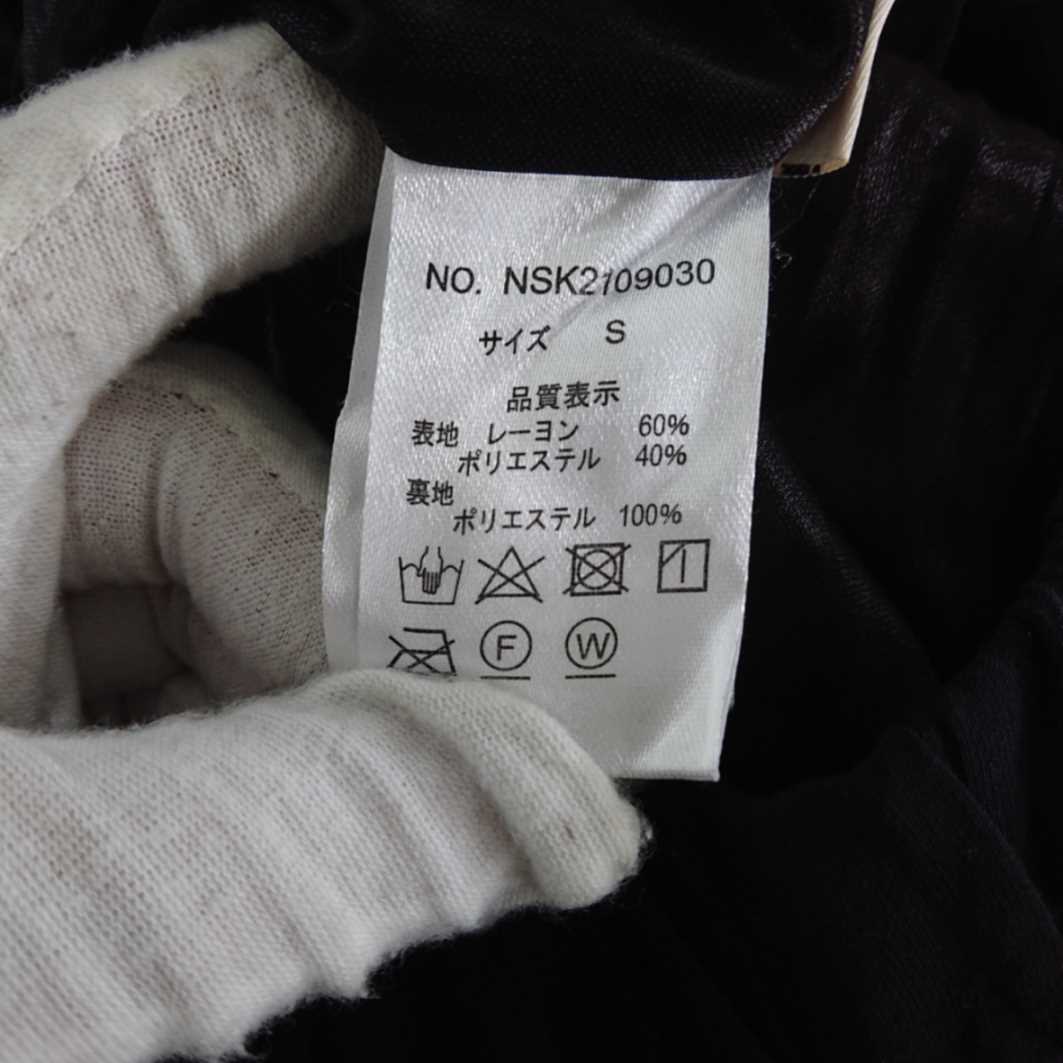 NO. NSK2109030
サイズ S
品質表示
表地 レーヨン 60%
ポリエステル 40%
裏地
ポリエステル 100%
F W